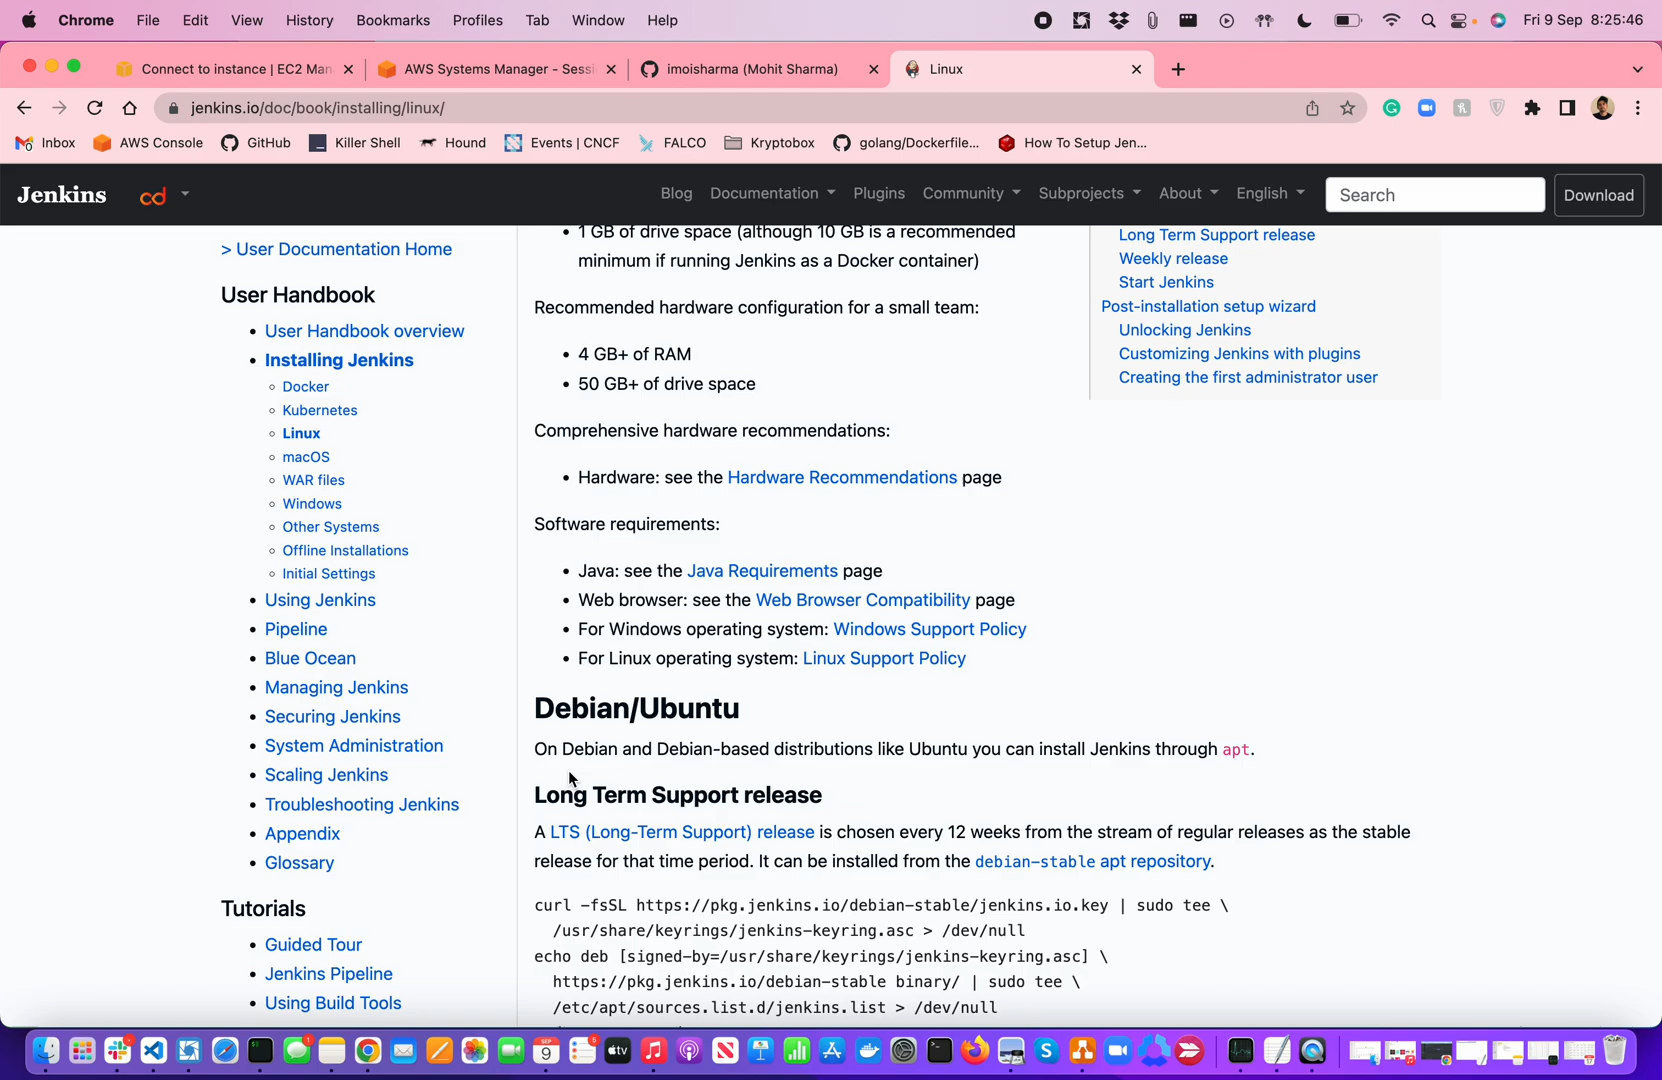 Chrome File Edit View History Bookmarks Profiles Tab Window Help Fri 9 Sep 8:25:46
Connect to instance | EC2 Man AWS Systems Manager - Sessi imoisharma (Mohit Sharma) Linux
jenkins.io/doc/book/installing/linux/
Inbox AWS Console GitHub Killer Shell Hound Events | CNCF FALCO Kryptobox golang/Dockerfile... How To Setup Jen...
Jenkins cd Blog Documentation Plugins Community Subprojects About English Search Download
> User Documentation Home
User Handbook
• User Handbook overview
• Installing Jenkins
Docker
Kubernetes
Linux
macOS
WAR files
Windows
Other Systems
Offline Installations
Initial Settings
• Using Jenkins
• Pipeline
• Blue Ocean
• Managing Jenkins
• Securing Jenkins
• System Administration
• Scaling Jenkins
• Troubleshooting Jenkins
• Appendix
• Glossary
Tutorials
• Guided Tour
• Jenkins Pipeline
• Using Build Tools
• 1 GB of drive space (although 10 GB is a recommended
minimum if running Jenkins as a Docker container)
Recommended hardware configuration for a small team:
• 4 GB+ of RAM
• 50 GB+ of drive space
Comprehensive hardware recommendations:
• Hardware: see the Hardware Recommendations page
Software requirements:
• Java: see the Java Requirements page
• Web browser: see the Web Browser Compatibility page
• For Windows operating system: Windows Support Policy
• For Linux operating system: Linux Support Policy
Debian/Ubuntu
On Debian and Debian-based distributions like Ubuntu you can install Jenkins through apt.
Long Term Support release
A LTS (Long-Term Support) release is chosen every 12 weeks from the stream of regular releases as the stable
release for that time period. It can be installed from the debian-stable apt repository.
curl -fsSL https://pkg.jenkins.io/debian-stable/jenkins.io.key | sudo tee \
/usr/share/keyrings/jenkins-keyring.asc > /dev/null
echo deb [signed-by=/usr/share/keyrings/jenkins-keyring.asc] \
https://pkg.jenkins.io/debian-stable binary/ | sudo tee \
/etc/apt/sources.list.d/jenkins.list > /dev/null
Long Term Support release
Weekly release
Start Jenkins
Post-installation setup wizard
Unlocking Jenkins
Customizing Jenkins with plugins
Creating the first administrator user